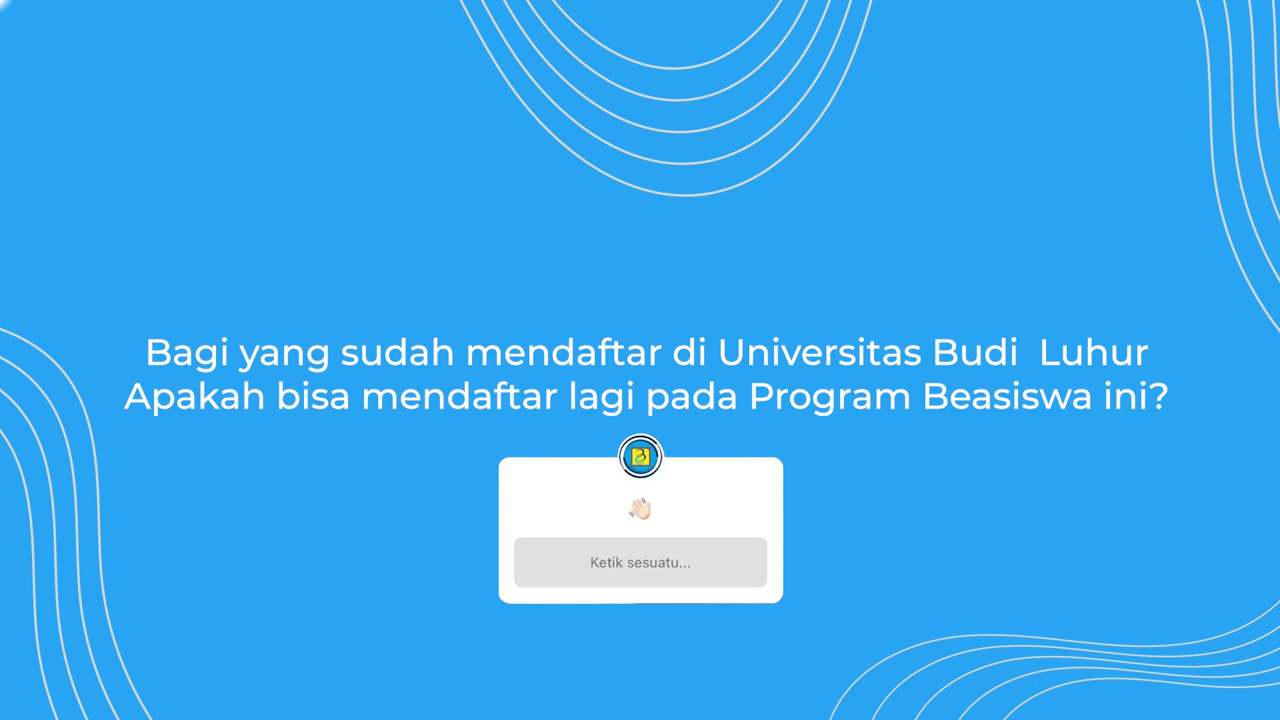 Bagi yang sudah mendaftar di Universitas Budi  Luhur
Apakah bisa mendaftar lagi pada Program Beasiswa ini?
Ketik sesuatu...